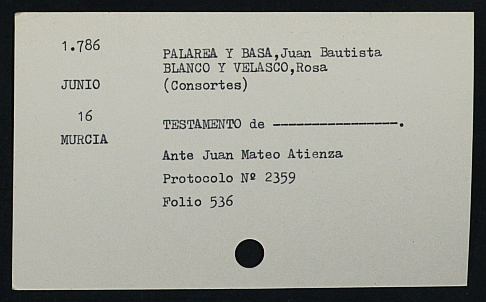 1.786
PALAREA Y BASA,Juan Bautista
BLANCO Y VELASCO,Rosa
JUNIO
(Consortes)
16
TESTAMENTO de ----------------.
MURCIA
Ante Juan Mateo Atienza
Protocolo Nº 2359
Folio 536